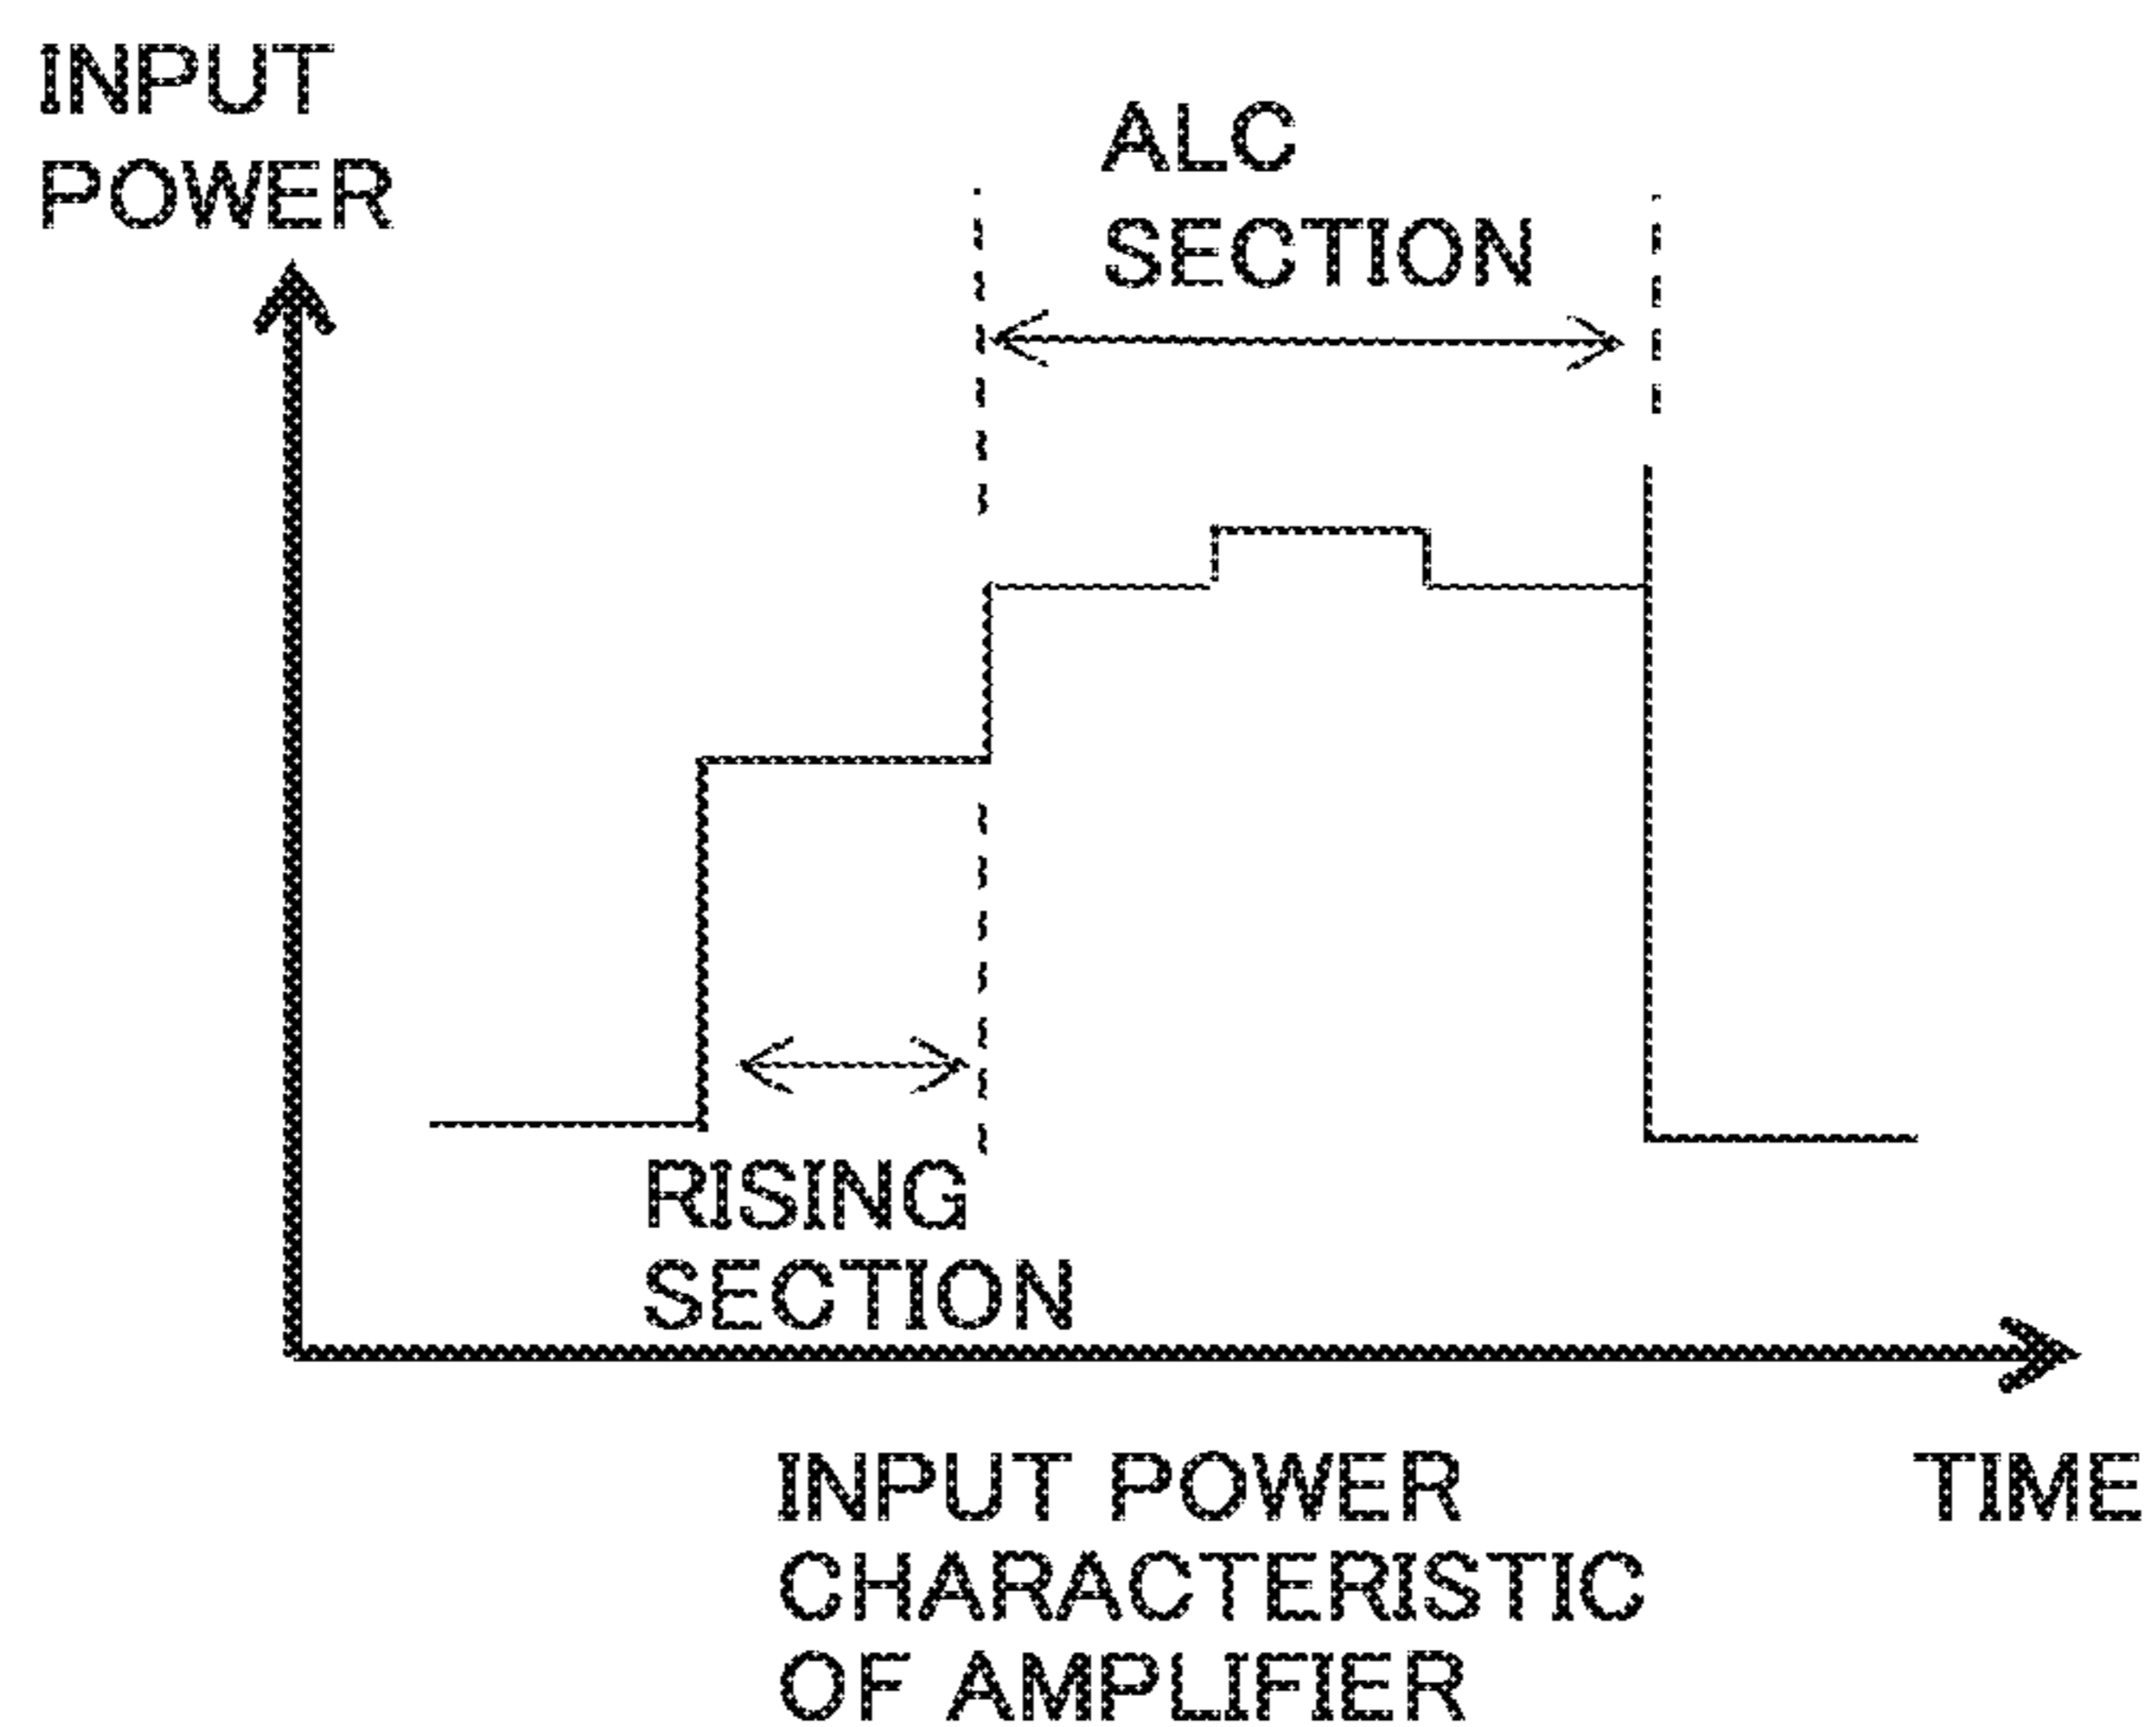 INPUT
POWER
ALC
SECTION
RISING
SECTION
TIME
INPUT POWER
CHARACTERISTIC
OF AMPLIFIER